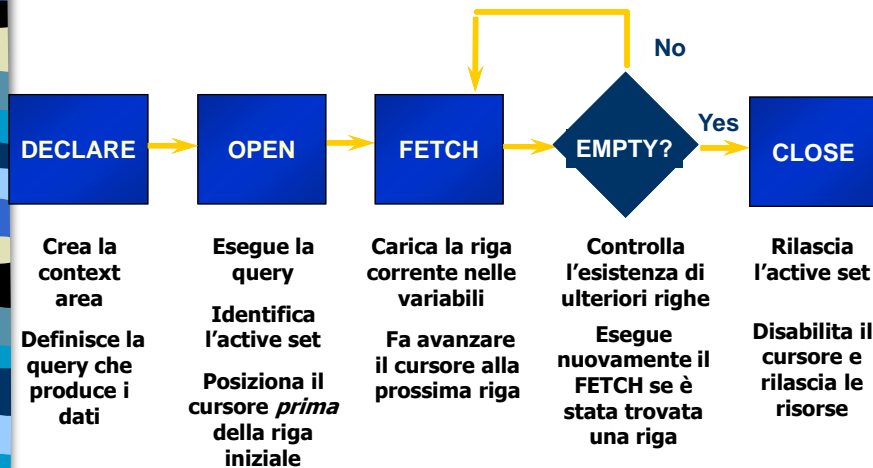 No
DECLARE
OPEN
FETCH
EMPTY?
Yes
CLOSE
Crea la
context
area
Definisce la
query che
produce i
dati
Esegue la
query
Identifica
l'active set
Posiziona il
cursore prima
della riga
iniziale
Carica la riga
corrente nelle
variabili
Fa avanzare
il cursore alla
prossima riga
Controlla
l'esistenza di
ulteriori righe
Esegue
nuovamente il
FETCH se è
stata trovata
una riga
Rilascia
l'active set
Disabilita il
cursore e
rilascia le
risorse